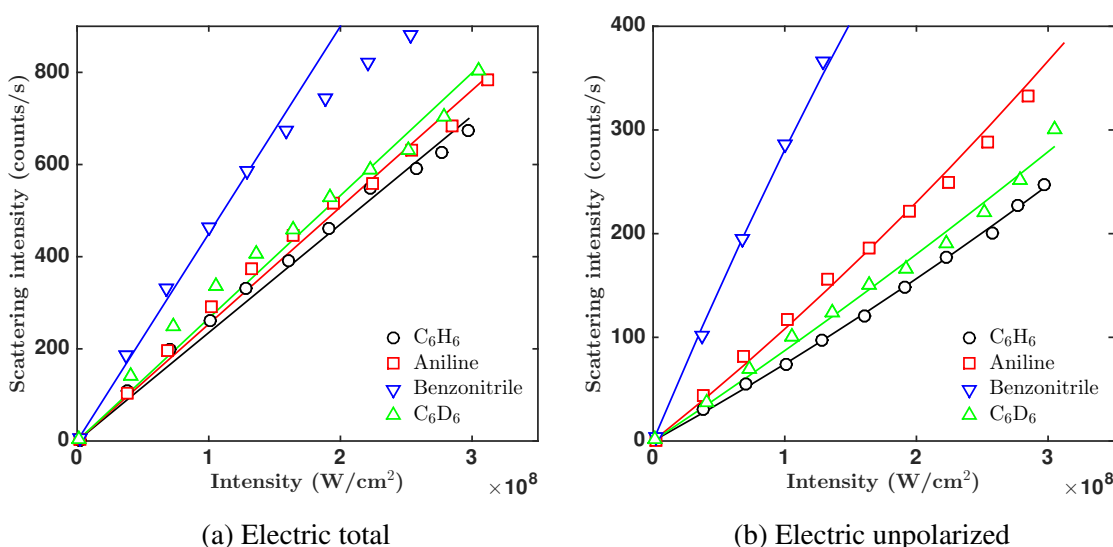 Scattering intensity (counts/s)
800
600
400
200
0
0
1
2
3
Intensity (W/cm²)
×10⁸
C₆H₆
Aniline
Benzonitrile
C₆D₆
(a) Electric total
Scattering intensity (counts/s)
400
300
200
100
0
0
1
2
3
Intensity (W/cm²)
×10⁸
C₆H₆
Aniline
Benzonitrile
C₆D₆
(b) Electric unpolarized